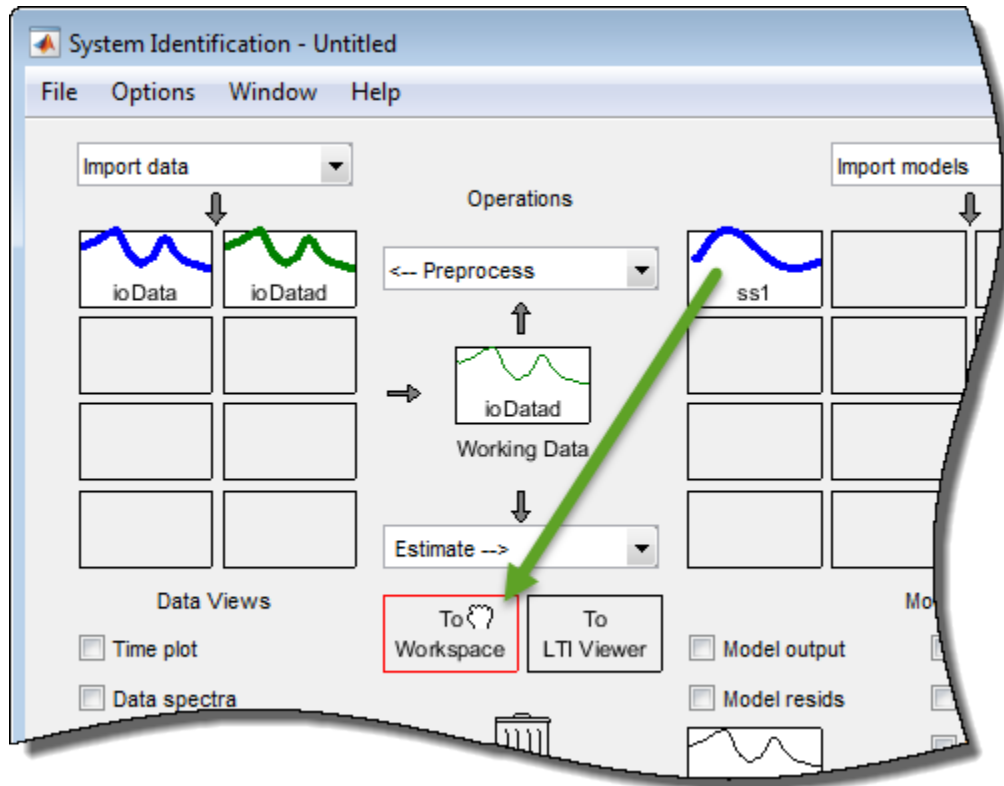 System Identification - Untitled
File Options Window Help
Import data
Import models
Operations
ioData
ioDatad
<-- Preprocess
ss1
ioDatad
Working Data
Estimate -->
Data Views
To
Workspace
To
LTI Viewer
Time plot
Model output
Data spectra
Model resids